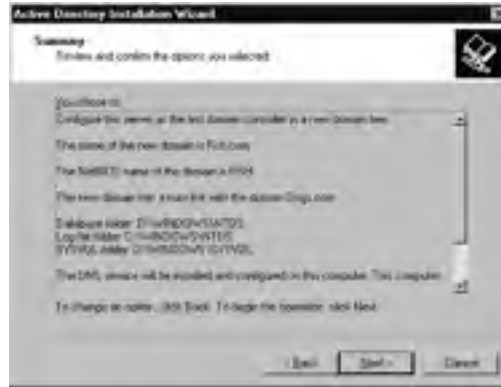 Active Directory Installation Wizard
Summary
Review and confirm the options you selected.
You chose to:
Configure this server as the first domain controller in a new domain tree.
The name of the new domain is Fish.com
The NetBIOS name of the domain is FISH
The new domain tree a trust link with the domain Dogs.com
Database folder: D:\WINDOWS\NTDS
Log file folder: C:\WINDOWS\NTDS
SYSVOL folder: D:\WINDOWS\SYSVOL
The DNS service will be installed and configured on this computer. This computer
To change an option, click Back. To begin the operation, click Next.
< Back
Next >
Cancel